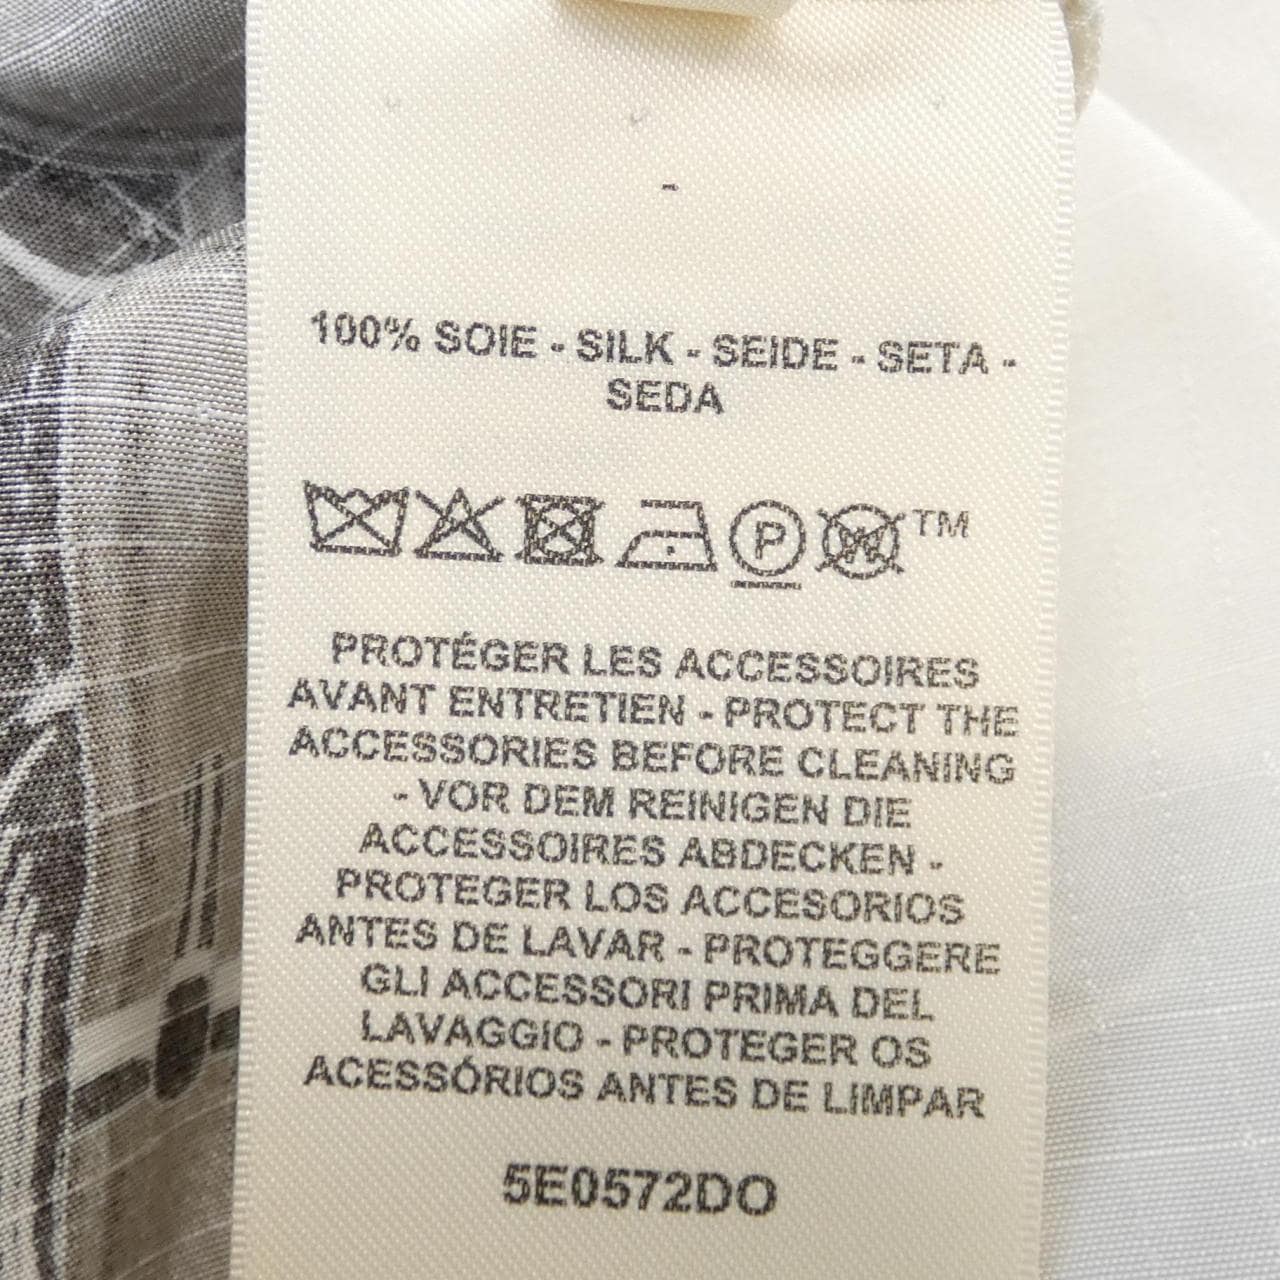 -
100% SOIE - SILK - SEIDE - SETA -
SEDA
P W TM
PROTÉGER LES ACCESSOIRES
AVANT ENTRETIEN - PROTECT THE
ACCESSORIES BEFORE CLEANING
- VOR DEM REINIGEN DIE
ACCESSOIRES ABDECKEN -
PROTEGER LOS ACCESORIOS
ANTES DE LAVAR - PROTEGGERE
GLI ACCESSORI PRIMA DEL
LAVAGGIO - PROTEGER OS
ACESSÓRIOS ANTES DE LIMPAR
5E0572DO